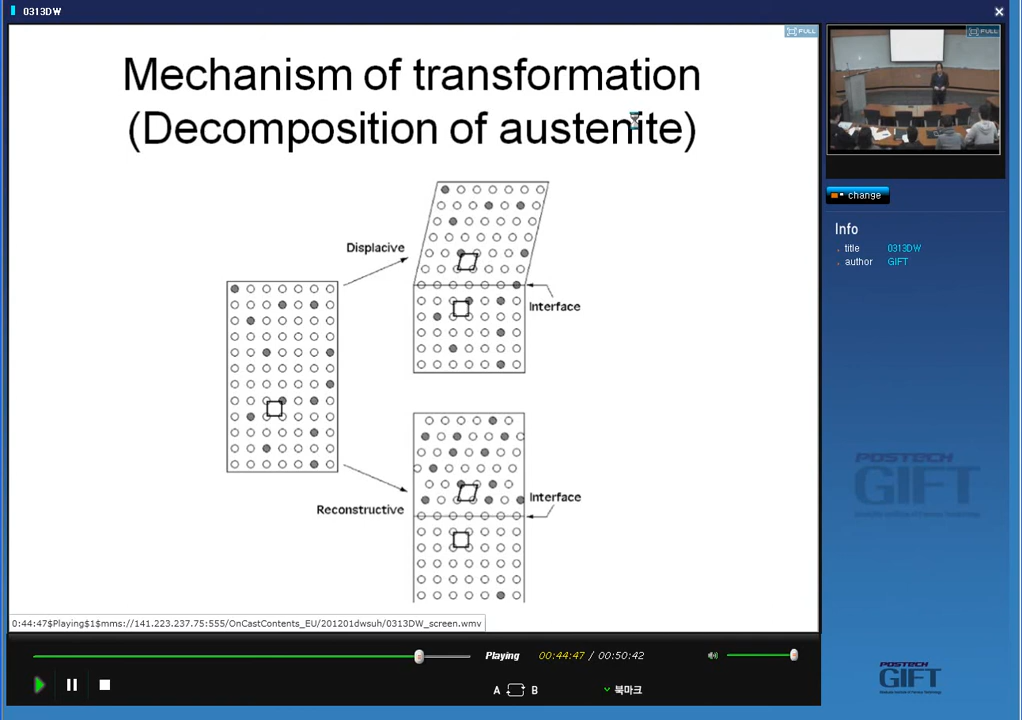 0313DW
FULL
FULL
Mechanism of transformation
(Decomposition of austenite)
Displacive
Interface
Reconstructive
Interface
change
Info
title 0313DW
author GIFT
POSTECH
GIFT
0:44:47$Playing$1$mms://141.223.237.75:555/OnCastContents_EU/201201dwsuh/0313DW_screen.wmv
Playing 00:44:47 / 00:50:42
A B 북마크
POSTECH
GIFT